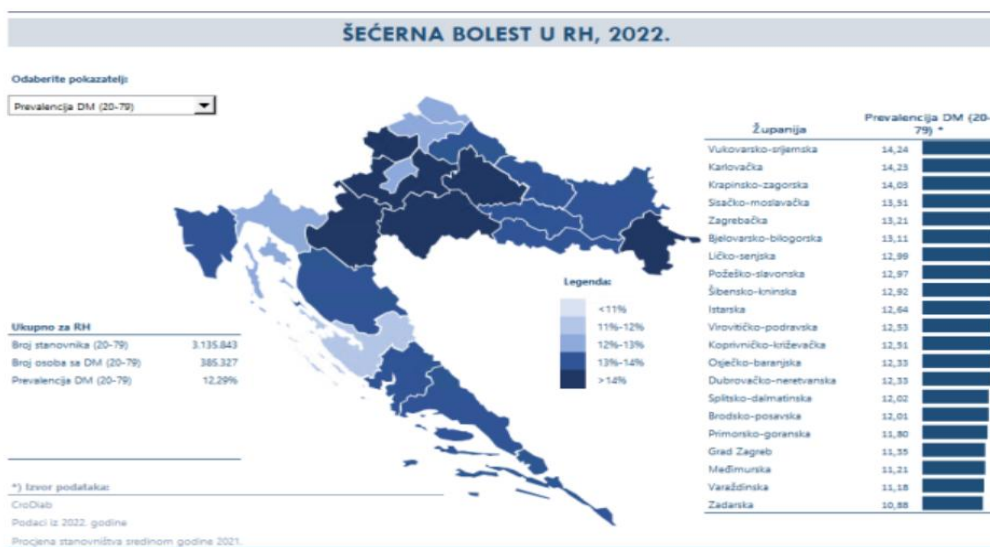 ŠEĆERNA BOLEST U RH, 2022.
Odaberite pokazatelj:
Prevalencija DM (20-79)
Ukupno za RH
Broj stanovnika (20-79) 3.135.843
Broj osoba sa DM (20-79) 385.327
Prevalencija DM (20-79) 12,29%
*) Izvor podataka:
CroDiab
Podaci iz 2022. godine
Procjena stanovništva sredinom godine 2021.
Legenda:
<11%
11%-12%
12%-13%
13%-14%
>14%
Županija Prevalencija DM (20-
79) *
Vukovarsko-srijemska 14,24
Karlovačka 14,23
Krapinsko-zagorska 14,03
Sisačko-moslavačka 13,51
Zagrebačka 13,21
Bjelovarsko-bilogorska 13,11
Ličko-senjska 12,99
Požeško-slavonska 12,97
Šibensko-kninska 12,92
Istarska 12,64
Virovitičko-podravska 12,53
Koprivničko-križevačka 12,51
Osječko-baranjska 12,33
Dubrovačko-neretvanska 12,33
Splitsko-dalmatinska 12,02
Brodsko-posavska 12,01
Primorsko-goranska 11,80
Grad Zagreb 11,35
Međimurska 11,21
Varaždinska 11,18
Zadarska 10,88